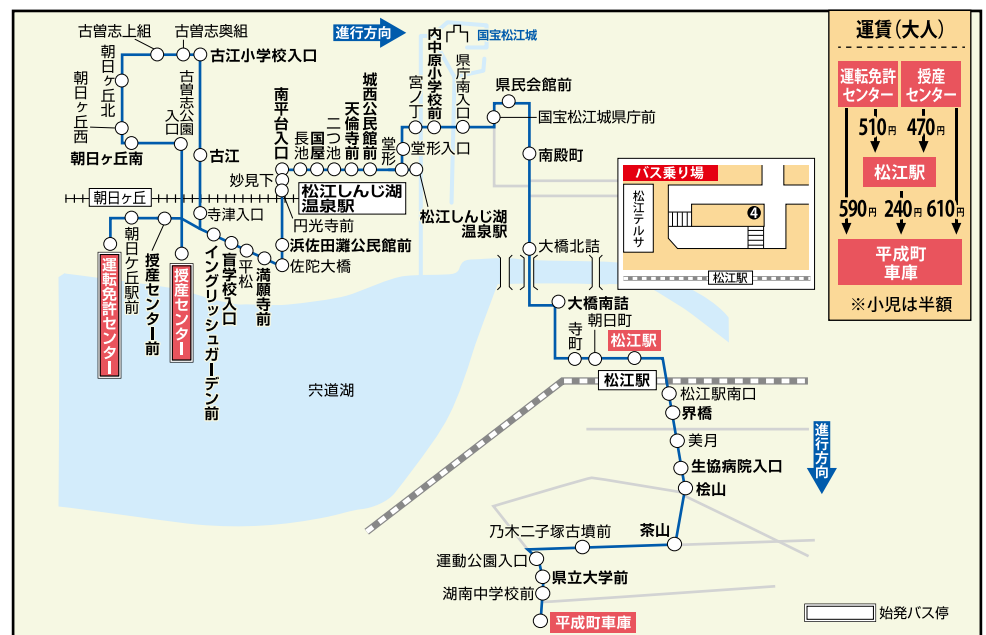 古曽志上組
古曽志奥組
古江小学校入口
朝日ヶ丘北
朝日ヶ丘西
朝日ヶ丘南
古曽志公園
入口
古江
朝日ヶ丘
寺津入口
朝日ヶ丘駅前
授産センター前
運転免許センター
授産センター
イングリッシュガーデン前
盲学校入口
平松
満願寺前
佐陀大橋
浜佐田灘公民館前
円光寺前
妙見下
南平台入口
長池
国屋
二つ池
天倫寺前
城西公民館前
堂形
松江しんじ湖
温泉駅
松江しんじ湖
温泉駅
堂形入口
宮ノ丁
内中原小学校前
県庁南入口
進行方向
国宝松江城
県民会館前
国宝松江城県庁前
南殿町
大橋北詰
大橋南詰
寺町
朝日町
松江駅
松江駅
松江駅南口
界橋
美月
生協病院入口
桧山
茶山
乃木二子塚古墳前
運動公園入口
県立大学前
湖南中学校前
平成町車庫
宍道湖
進行方向
バス乗り場
松江テルサ
4
松江駅
運賃(大人)
運転免許
センター
授産
センター
510円
470円
松江駅
590円
240円
610円
平成町
車庫
※小児は半額
始発バス停